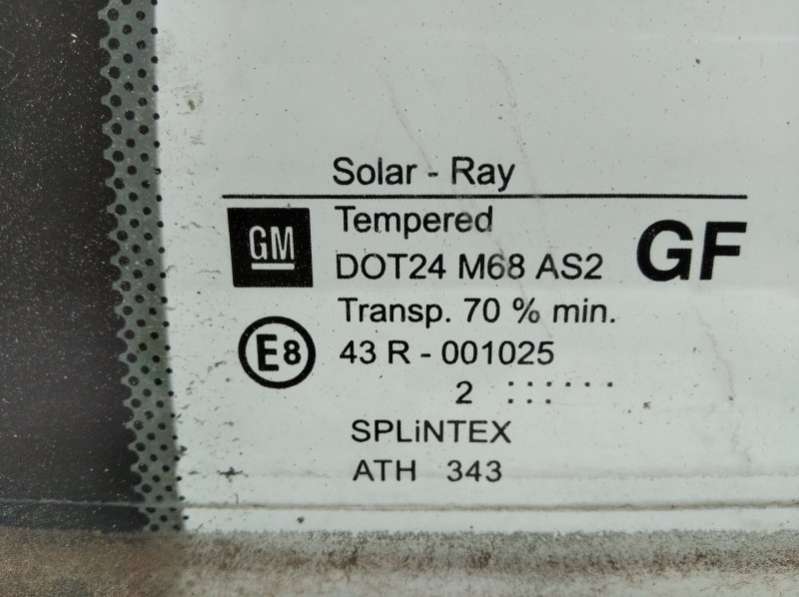 Solar - Ray
GM
Tempered
DOT24 M68 AS2
GF
Transp. 70 % min.
E8
43 R - 001025
2
SPLiNTEX
ATH 343